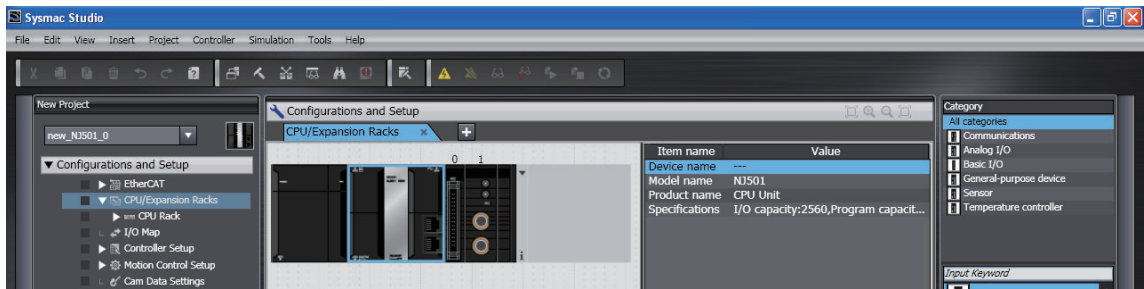 Sysmac Studio
File Edit View Insert Project Controller Simulation Tools Help
New Project
new_NJ501_0
Configurations and Setup
EtherCAT
CPU/Expansion Racks
CPU Rack
I/O Map
Controller Setup
Motion Control Setup
Cam Data Settings
Configurations and Setup
CPU/Expansion Racks
0 1
Item name Value
Device name ---
Model name NJ501
Product name CPU Unit
Specifications I/O capacity:2560,Program capacit...
Category
All categories
Communications
Analog I/O
Basic I/O
General-purpose device
Sensor
Temperature controller
Input Keyword